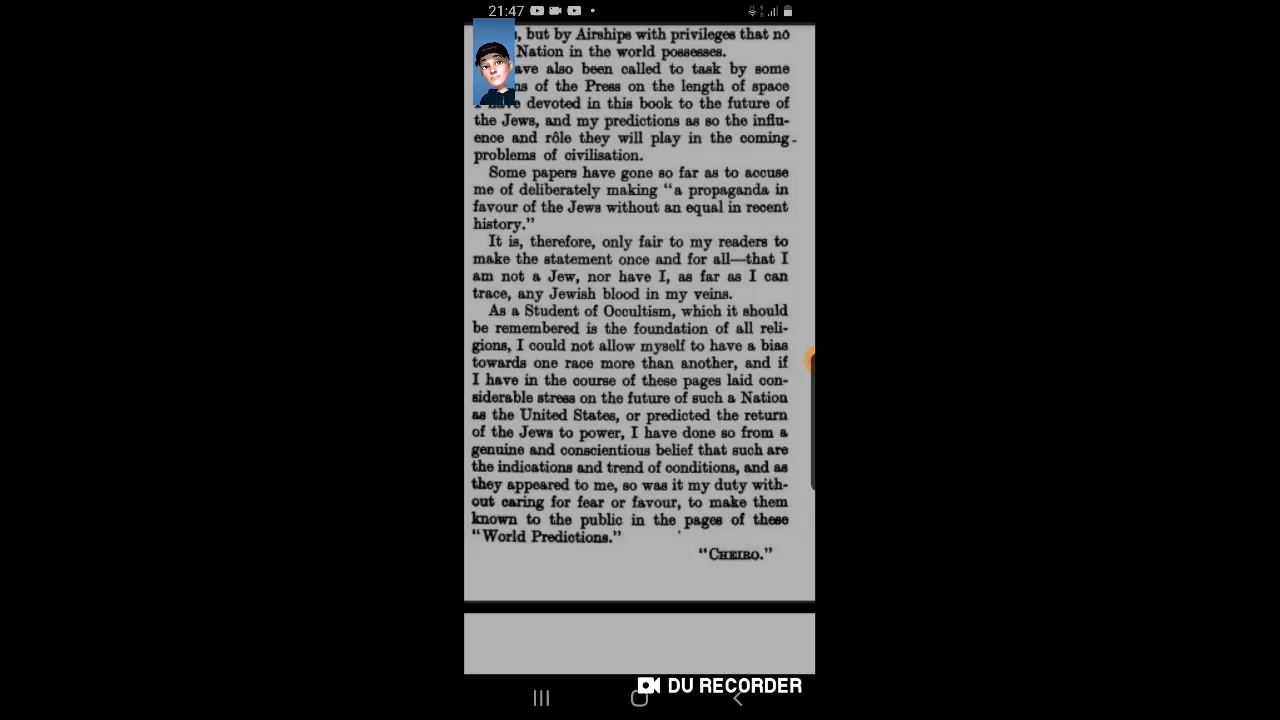 21:47
, but by Airships with privileges that no
Nation in the world possesses.
ave also been called to task by some
ns of the Press on the length of space
I have devoted in this book to the future of
the Jews, and my predictions as so the influ-
ence and rôle they will play in the coming
problems of civilisation.
Some papers have gone so far as to accuse
me of deliberately making "a propaganda in
favour of the Jews without an equal in recent
history."
It is, therefore, only fair to my readers to
make the statement once and for all—that I
am not a Jew, nor have I, as far as I can
trace, any Jewish blood in my veins.
As a Student of Occultism, which it should
be remembered is the foundation of all reli-
gions, I could not allow myself to have a bias
towards one race more than another, and if
I have in the course of these pages laid con-
siderable stress on the future of such a Nation
as the United States, or predicted the return
of the Jews to power, I have done so from a
genuine and conscientious belief that such are
the indications and trend of conditions, and as
they appeared to me, so was it my duty with-
out caring for fear or favour, to make them
known to the public in the pages of these
"World Predictions."
"CHEIRO."
DU RECORDER